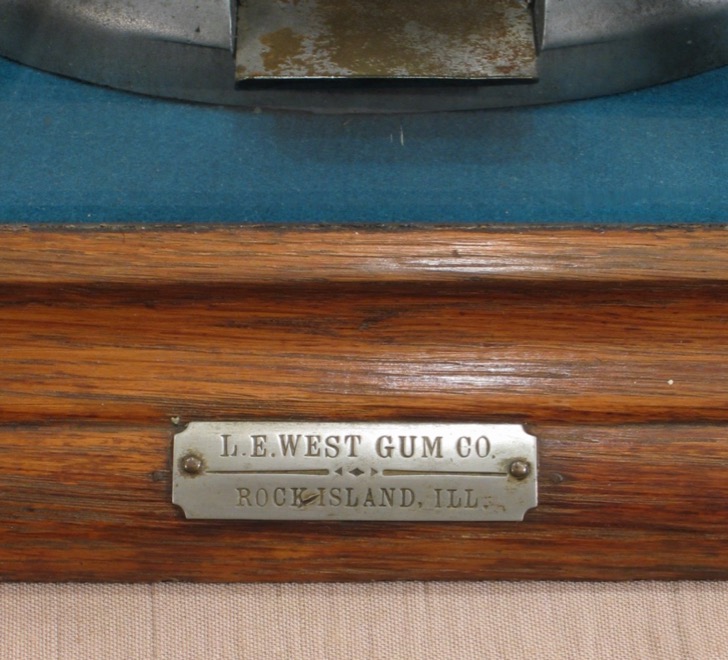 L.E.WEST GUM CO.
ROCK ISLAND, ILL.